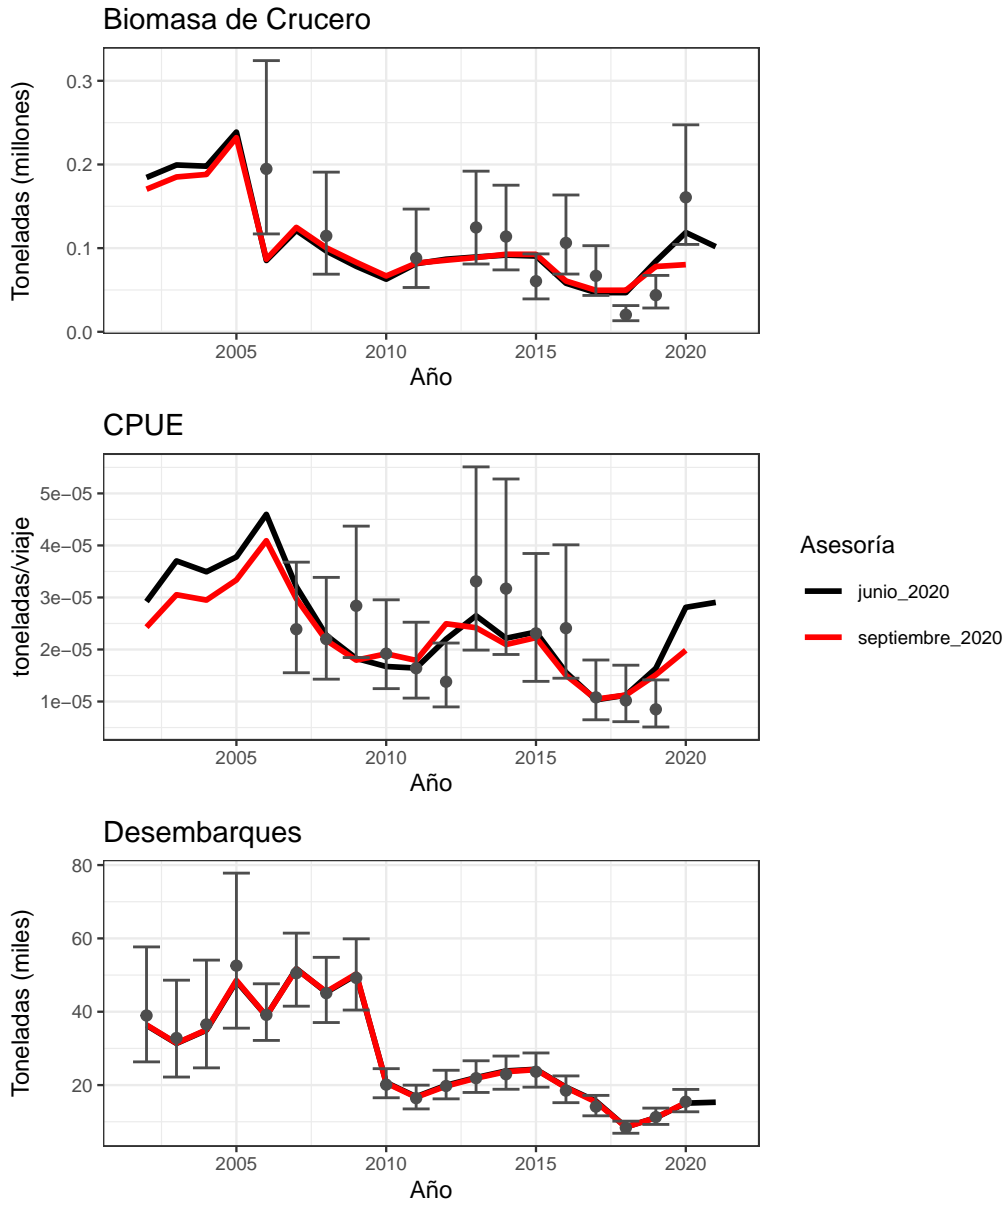 Biomasa de Crucero
Toneladas (millones)
0.3
0.2
0.1
0.0
2005 2010 2015 2020
Año
CPUE
toneladas/viaje
5e−05
4e−05
3e−05
2e−05
1e−05
2005 2010 2015 2020
Año
Asesoría
junio_2020
septiembre_2020
Desembarques
Toneladas (miles)
80
60
40
20
2005 2010 2015 2020
Año